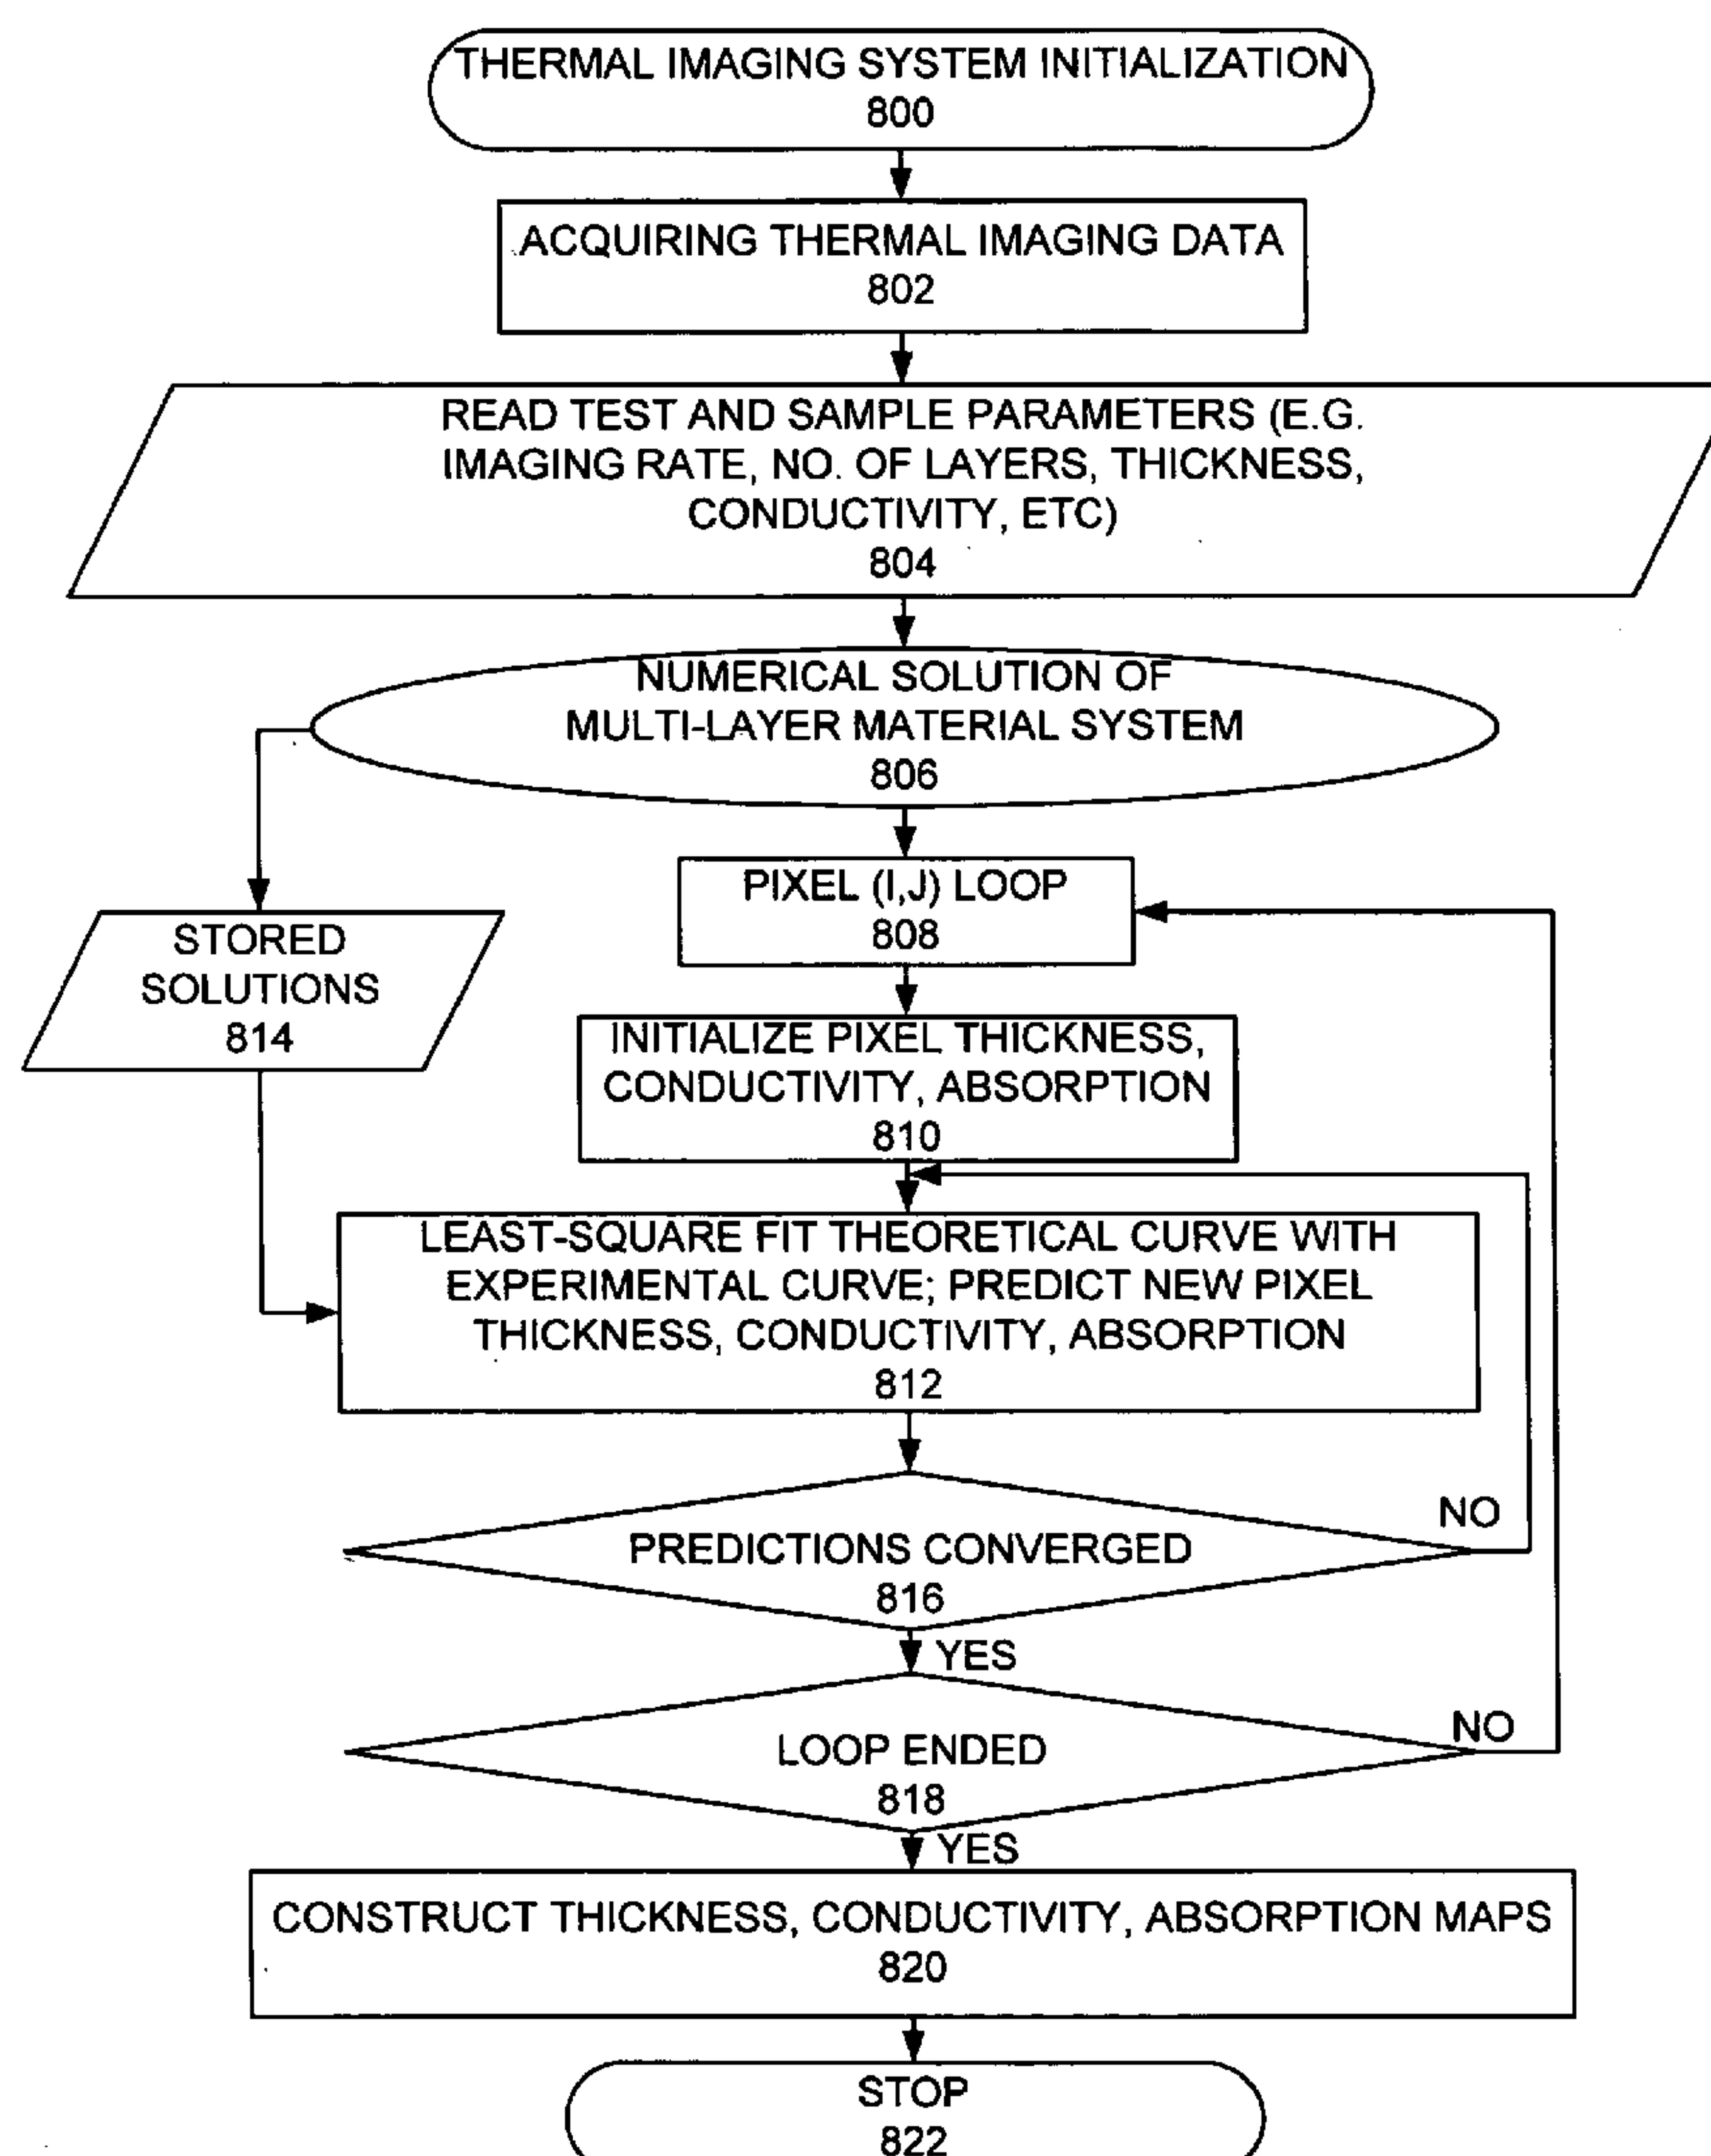 THERMAL IMAGING SYSTEM INITIALIZATION
800
ACQUIRING THERMAL IMAGING DATA
802
READ TEST AND SAMPLE PARAMETERS (E.G.
IMAGING RATE, NO. OF LAYERS, THICKNESS,
CONDUCTIVITY, ETC)
804
NUMERICAL SOLUTION OF
MULTI-LAYER MATERIAL SYSTEM
806
PIXEL (I,J) LOOP
808
STORED
SOLUTIONS
814
INITIALIZE PIXEL THICKNESS,
CONDUCTIVITY, ABSORPTION
810
LEAST-SQUARE FIT THEORETICAL CURVE WITH
EXPERIMENTAL CURVE; PREDICT NEW PIXEL
THICKNESS, CONDUCTIVITY, ABSORPTION
812
NO
PREDICTIONS CONVERGED
816
YES
NO
LOOP ENDED
818
YES
CONSTRUCT THICKNESS, CONDUCTIVITY, ABSORPTION MAPS
820
STOP
822